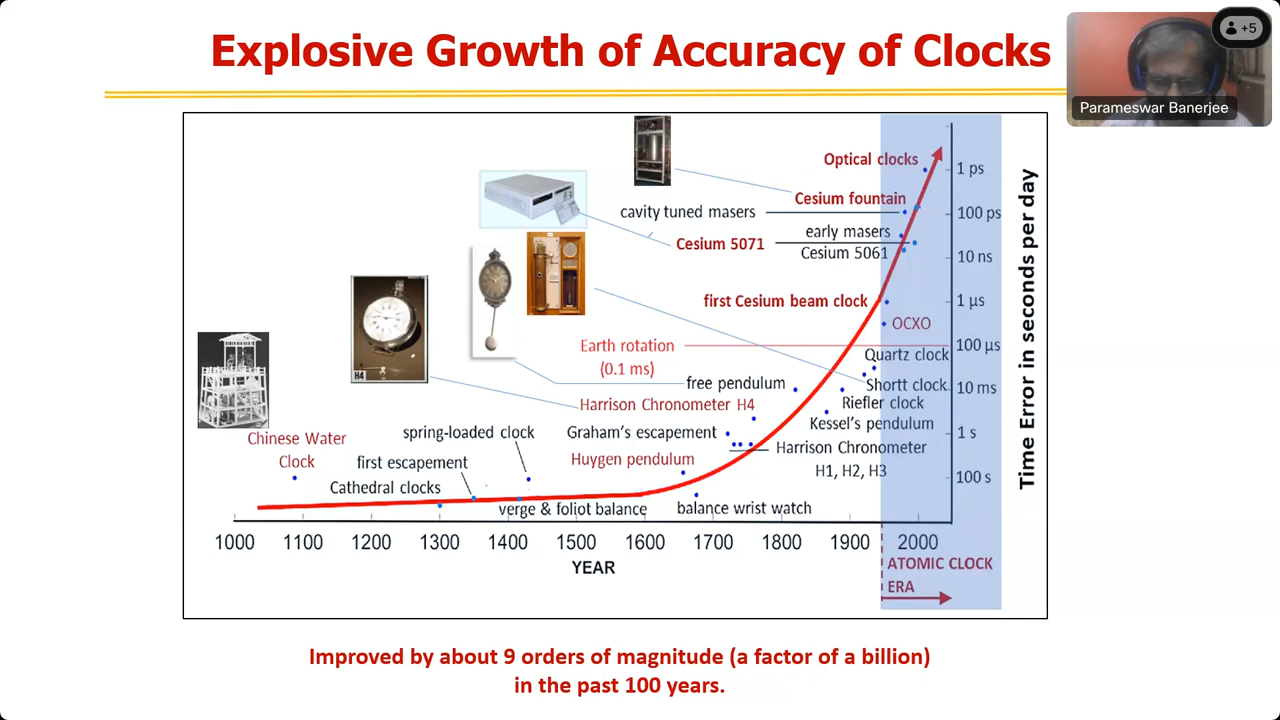 Explosive Growth of Accuracy of Clocks
+5
Parameswar Banerjee
Optical clocks
1 ps
Cesium fountain
cavity tuned masers
100 ps
early masers
Cesium 5071
Cesium 5061
10 ns
first Cesium beam clock
1 µs
OCXO
Earth rotation
(0.1 ms)
100 µs
Quartz clock
free pendulum
Shortt clock
10 ms
H4
Harrison Chronometer H4
Riefler clock
Kessel's pendulum
spring-loaded clock
Graham's escapement
1 s
Chinese Water
Clock
Harrison Chronometer
H1, H2, H3
first escapement
Huygen pendulum
100 s
Cathedral clocks
verge & foliot balance
balance wrist watch
Time Error in seconds per day
1000 1100 1200 1300 1400 1500 1600 1700 1800 1900 2000
YEAR
ATOMIC CLOCK
ERA
Improved by about 9 orders of magnitude (a factor of a billion)
in the past 100 years.